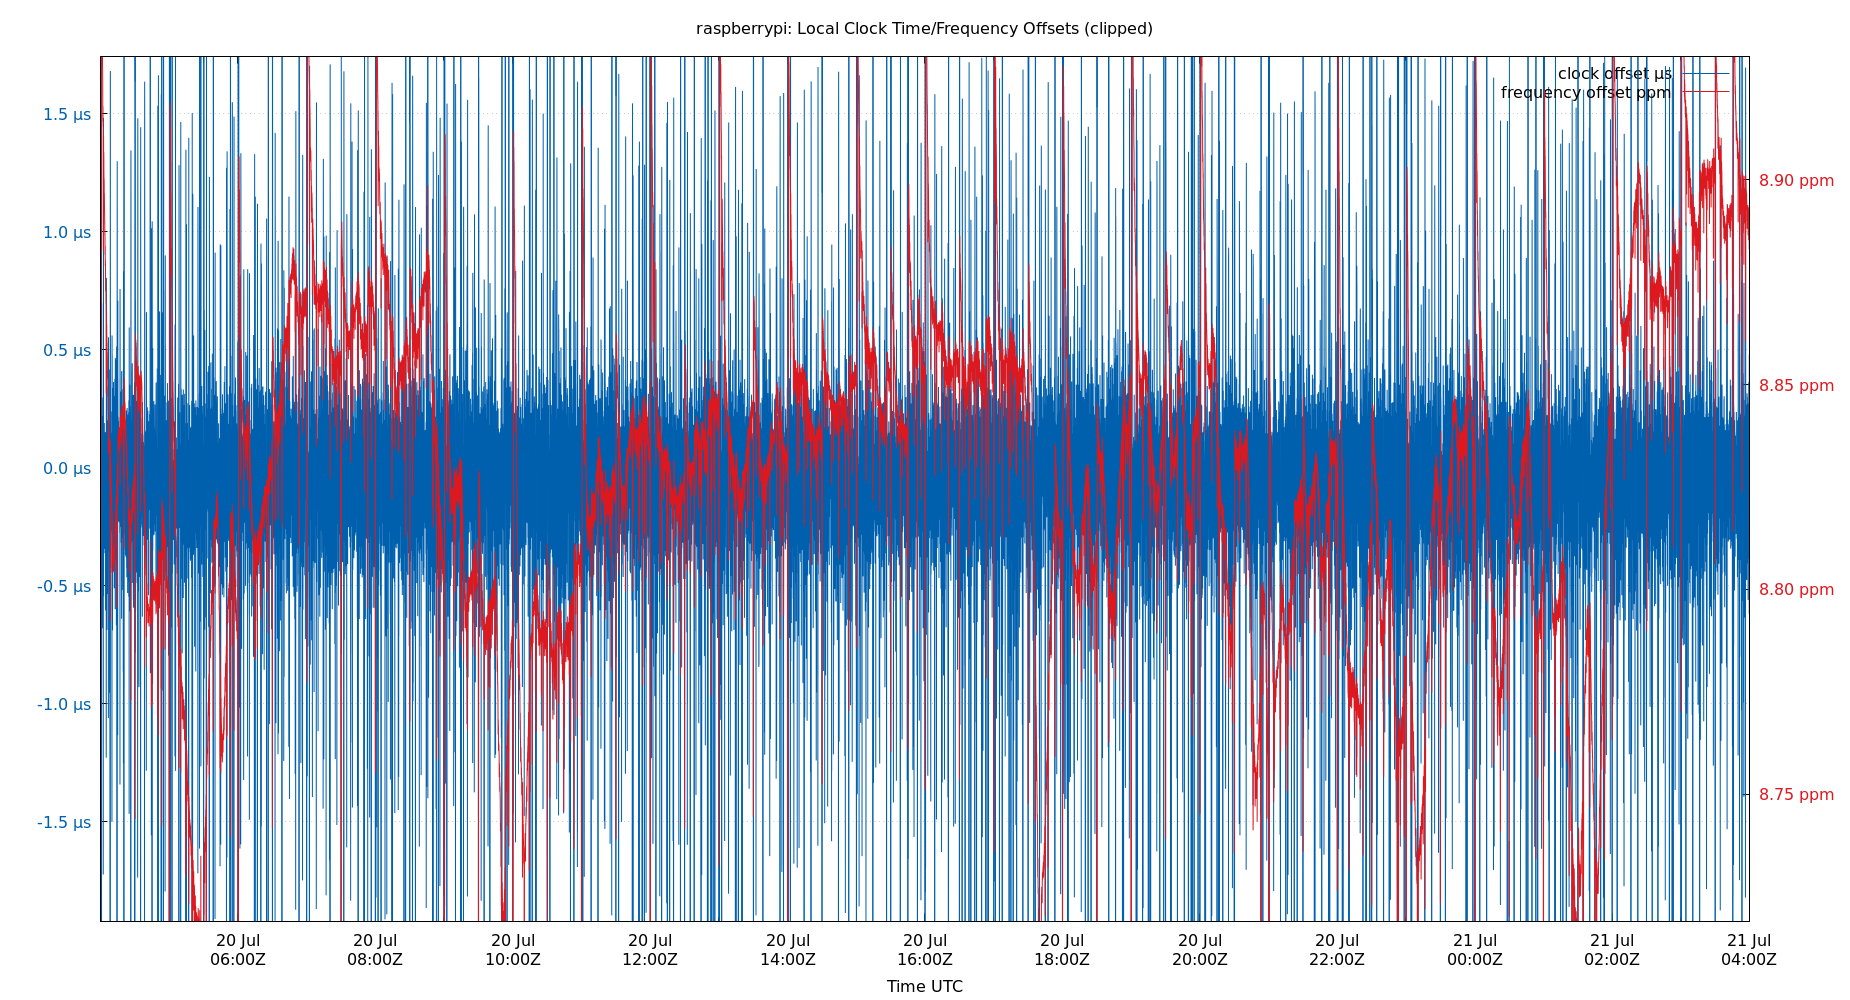 raspberrypi: Local Clock Time/Frequency Offsets (clipped)
clock offset µs
frequency offset ppm
1.5 µs
1.0 µs
0.5 µs
0.0 µs
-0.5 µs
-1.0 µs
-1.5 µs
8.90 ppm
8.85 ppm
8.80 ppm
8.75 ppm
20 Jul 20 Jul 20 Jul 20 Jul 20 Jul 20 Jul 20 Jul 20 Jul 20 Jul 21 Jul 21 Jul 21 Jul
06:00Z 08:00Z 10:00Z 12:00Z 14:00Z 16:00Z 18:00Z 20:00Z 22:00Z 00:00Z 02:00Z 04:00Z
Time UTC